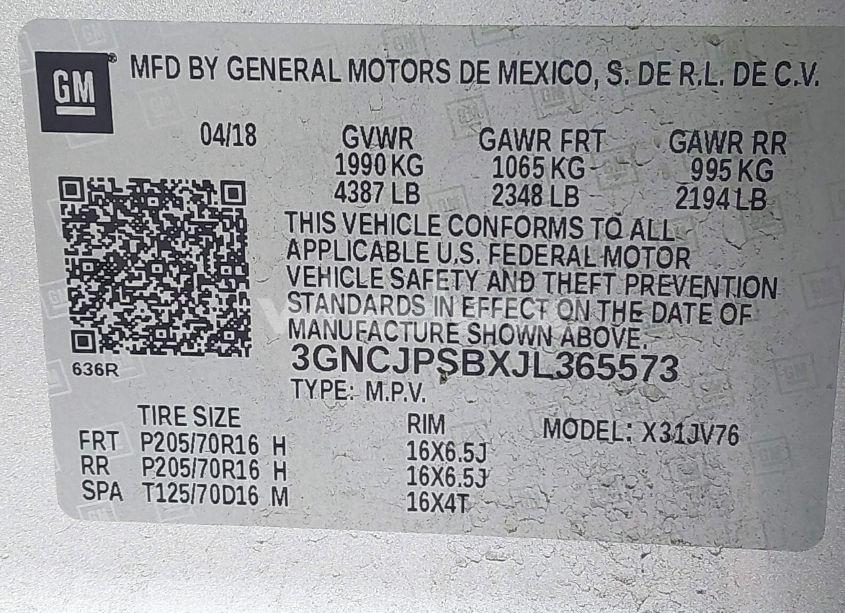 GM
MFD BY GENERAL MOTORS DE MEXICO, S. DE R.L. DE C.V.
04/18 GVWR GAWR FRT GAWR RR
1990 KG 1065 KG 995 KG
4387 LB 2348 LB 2194 LB
THIS VEHICLE CONFORMS TO ALL
APPLICABLE U.S. FEDERAL MOTOR
VEHICLE SAFETY AND THEFT PREVENTION
STANDARDS IN EFFECT ON THE DATE OF
MANUFACTURE SHOWN ABOVE.
3GNCJPSBXJL365573
636R
TYPE: M.P.V.
TIRE SIZE RIM MODEL: X31JV76
FRT P205/70R16 H 16X6.5J
RR P205/70R16 H 16X6.5J
SPA T125/70D16 M 16X4T